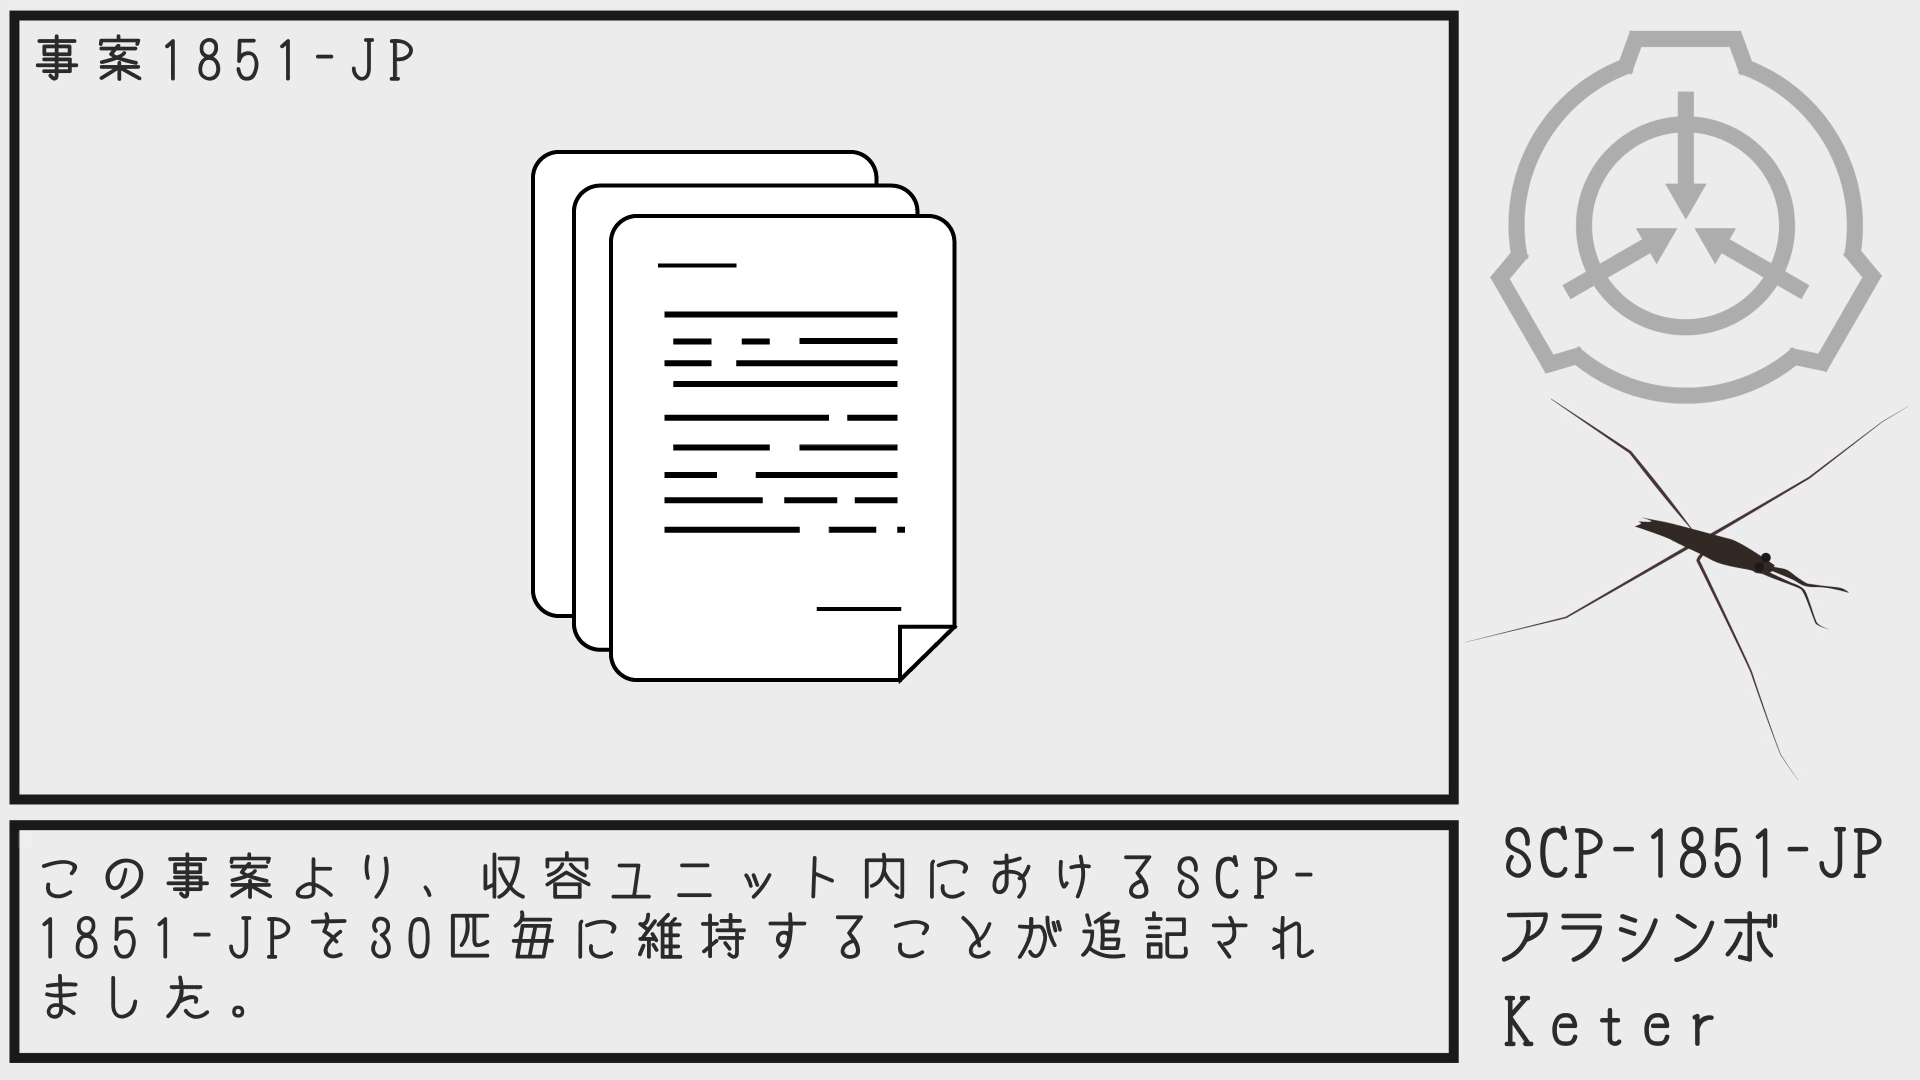 事案1851-JP
この事案より、収容ユニット内におけるSCP-
1851-JPを30匹毎に維持することが追記され
ました。
SCP-1851-JP
アラシンボ
Keter